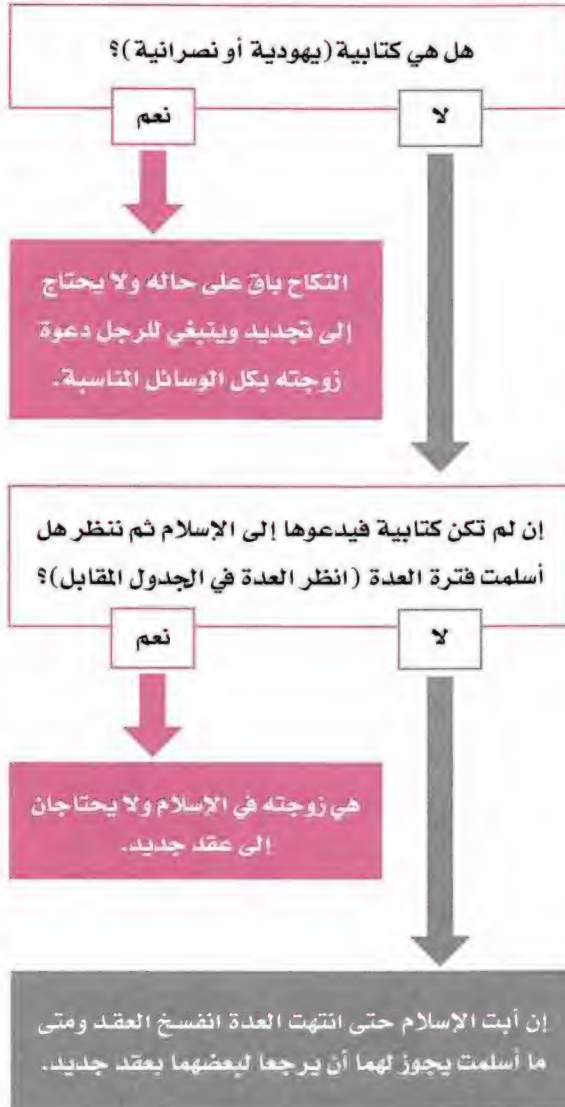 هل هي كتابية (يهودية أو نصرانية)؟
نعم
لا
النكاح باق على حاله ولا يحتاج
إلى تجديد وينبغي للرجل دعوة
زوجته بكل الوسائل المناسبة.
إن لم تكن كتابية فيدعوها إلى الإسلام ثم ننظر هل
أسلمت فترة العدة (انظر العدة في الجدول المقابل)؟
نعم
لا
هي زوجته في الإسلام ولا يحتاجان
إلى عقد جديد.
إن أبت الإسلام حتى انتهت العدة انفسخ العقد ومتى
ما أسلمت يجوز لهما أن يرجعا لبعضهما بعقد جديد.